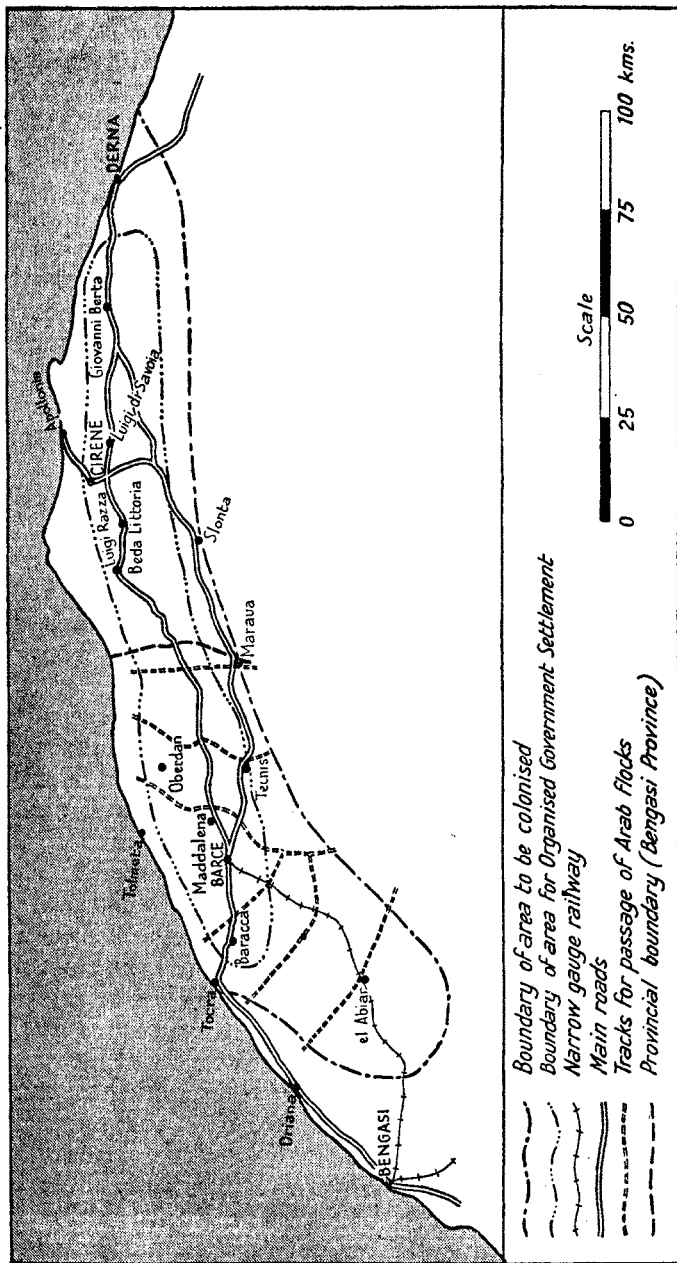 Apollonia
DERNA
CIRENE
Giovanni Berta
Luigi di Savoia
Luigi Razza
Beda Littoria
Slonta
Marava
Oberdan
Tolmeta
Tecnis
Maddalena
BARCE
Baracca
Tocra
el Abiar
Driana
BENGASI
Boundary of area to be colonised
Boundary of area for Organised Government Settlement
Narrow gauge railway
Main roads
Tracks for passage of Arab flocks
Provincial boundary (Bengasi Province)
Scale
0 25 50 75 100 kms.